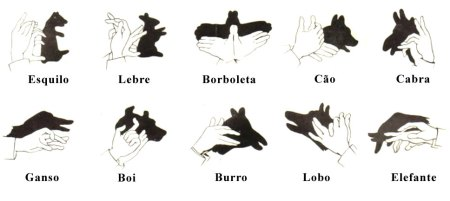 Esquilo Lebre Borboleta Cão Cabra
Ganso Boi Burro Lobo Elefante